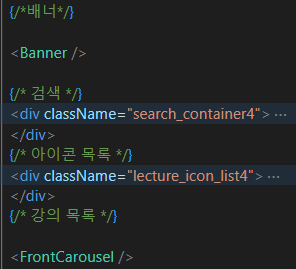 {/*배너*/}
<Banner />
{/* 검색 */}
<div className="search_container4"> ⋯
</div>
{/* 아이콘 목록 */}
<div className="lecture_icon_list4"> ⋯
</div>
{/* 강의 목록 */}
<FrontCarousel />